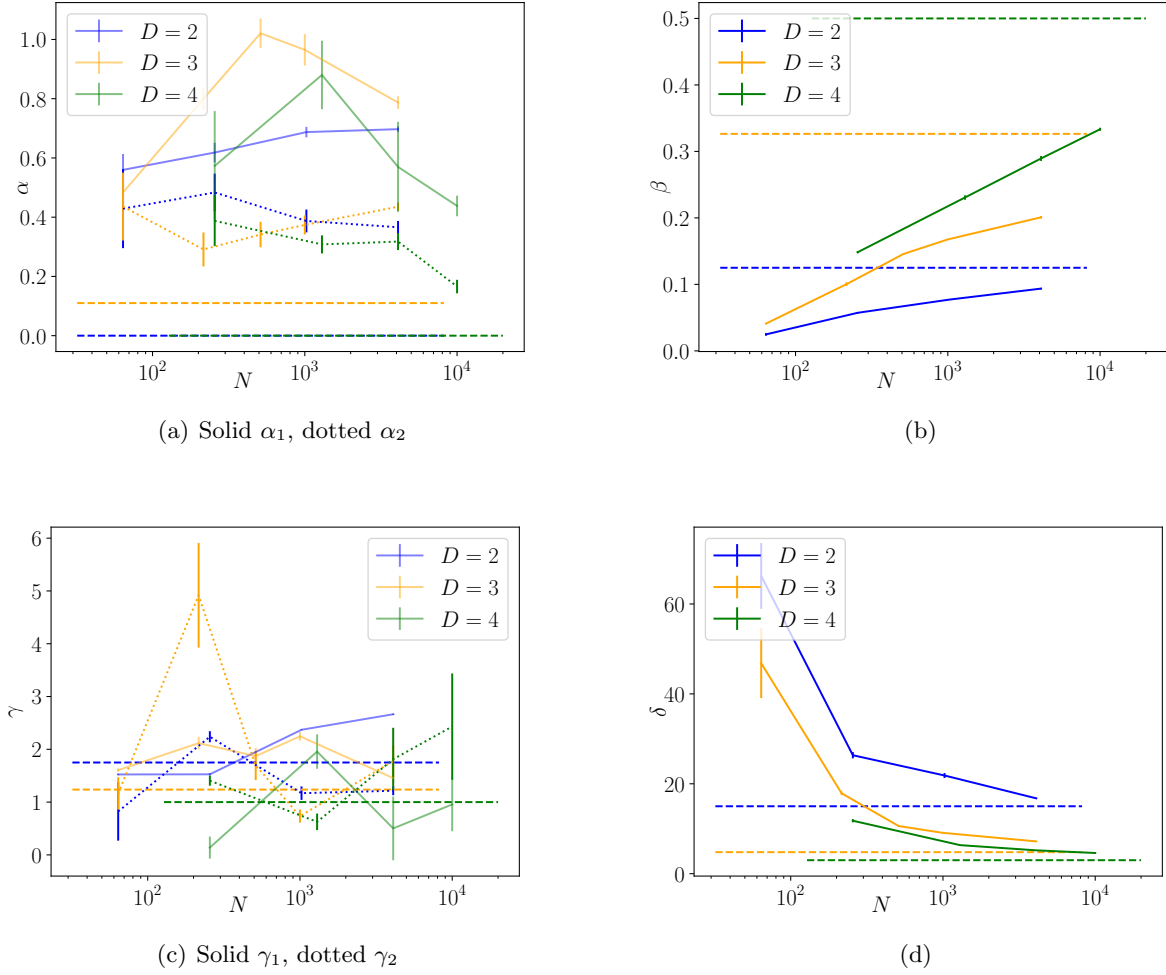 1.0
0.8
0.6
0.4
0.2
0.0
α
D = 2
D = 3
D = 4
10² 10³ 10⁴
N
(a) Solid α₁, dotted α₂
0.5
0.4
0.3
0.2
0.1
0.0
β
D = 2
D = 3
D = 4
10² 10³ 10⁴
N
(b)
6
5
4
3
2
1
0
γ
D = 2
D = 3
D = 4
10² 10³ 10⁴
N
(c) Solid γ₁, dotted γ₂
60
40
20
0
δ
D = 2
D = 3
D = 4
10² 10³ 10⁴
N
(d)